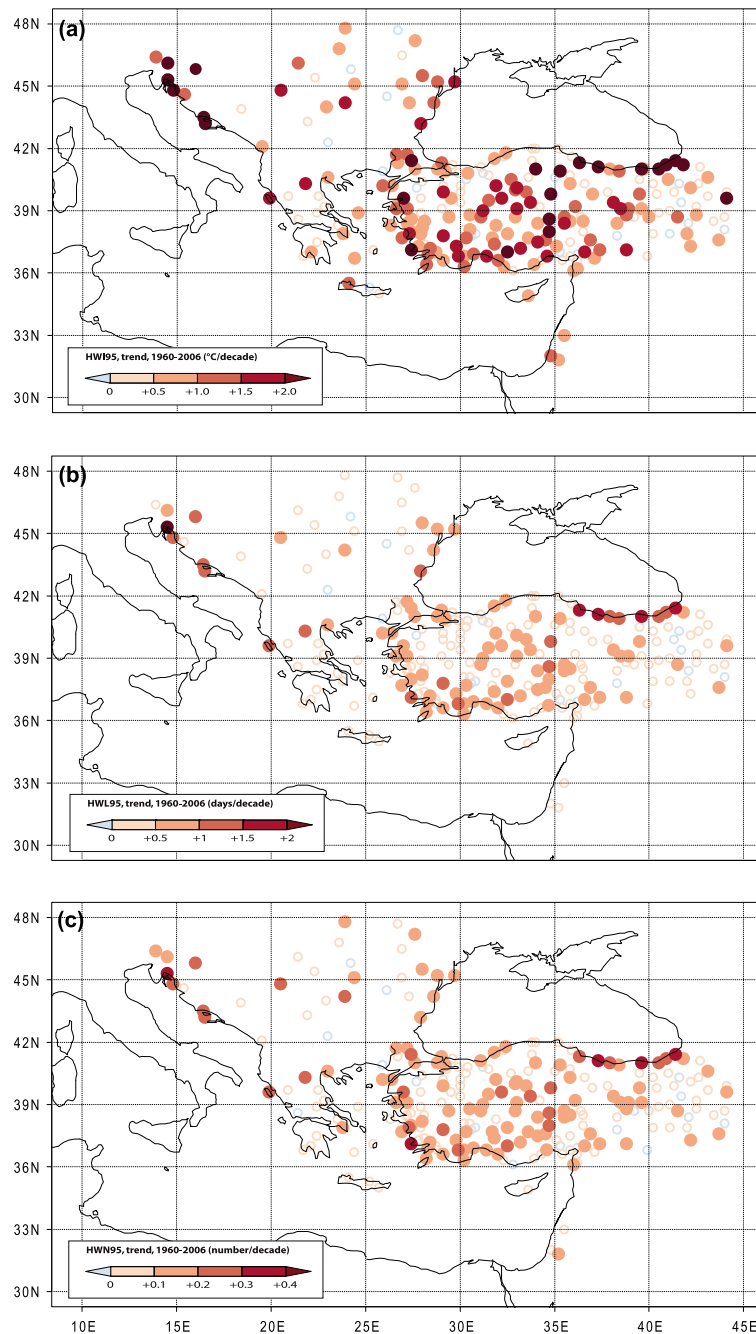 (a)
48N
45N
42N
39N
36N
33N
30N
HWI95, trend, 1960-2006 (°C/decade)
0 +0.5 +1.0 +1.5 +2.0
(b)
48N
45N
42N
39N
36N
33N
30N
HWL95, trend, 1960-2006 (days/decade)
0 +0.5 +1 +1.5 +2
(c)
48N
45N
42N
39N
36N
33N
30N
HWN95, trend, 1960-2006 (number/decade)
0 +0.1 +0.2 +0.3 +0.4
10E 15E 20E 25E 30E 35E 40E 45E